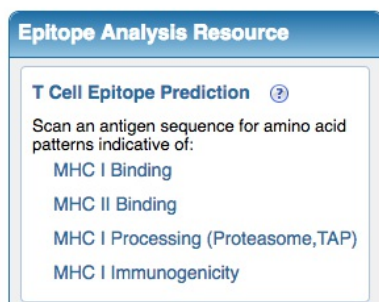 Epitope Analysis Resource
T Cell Epitope Prediction ?
Scan an antigen sequence for amino acid
patterns indicative of:
MHC I Binding
MHC II Binding
MHC I Processing (Proteasome,TAP)
MHC I Immunogenicity